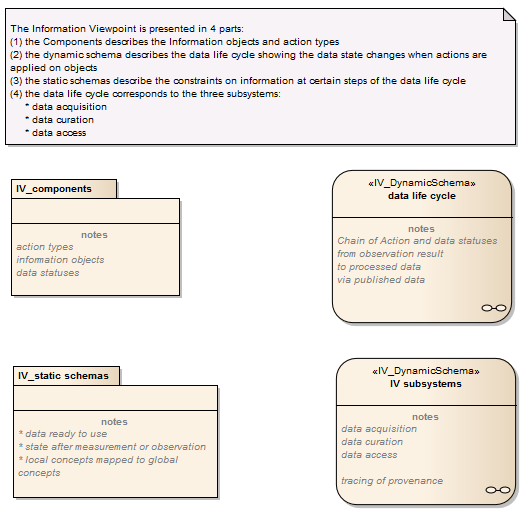 The Information Viewpoint is presented in 4 parts:
(1) the Components describes the Information objects and action types
(2) the dynamic schema describes the data life cycle showing the data state changes when actions are
applied on objects
(3) the static schemas describe the constraints on information at certain steps of the data life cycle
(4) the data life cycle corresponds to the three subsystems:
* data acquisition
* data curation
* data access
IV_components
notes
action types
information objects
data statuses
«IV_DynamicSchema»
data life cycle
notes
Chain of Action and data statuses
from observation result
to processed data
via published data
IV_static schemas
notes
* data ready to use
* state after measurement or observation
* local concepts mapped to global
concepts
«IV_DynamicSchema»
IV subsystems
notes
data acquisition
data curation
data access
tracing of provenance